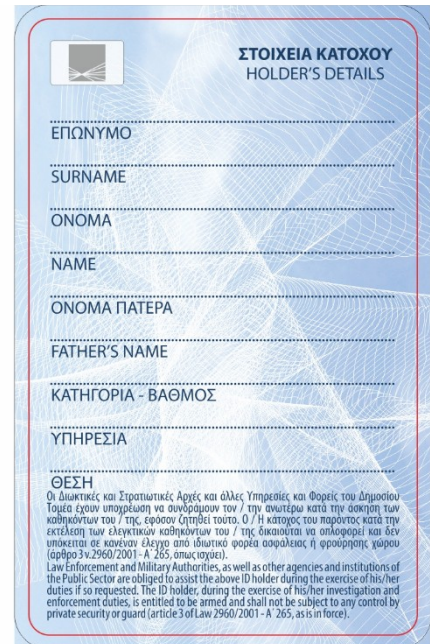 ΣΤΟΙΧΕΙΑ ΚΑΤΟΧΟΥ
HOLDER'S DETAILS
ΕΠΩΝΥΜΟ
SURNAME
ΟΝΟΜΑ
NAME
ΟΝΟΜΑ ΠΑΤΕΡΑ
FATHER'S NAME
ΚΑΤΗΓΟΡΙΑ - ΒΑΘΜΟΣ
ΥΠΗΡΕΣΙΑ
ΘΕΣΗ
Οι Διωκτικές και Στρατιωτικές Αρχές και άλλες Υπηρεσίες και Φορείς του Δημοσίου
Τομέα έχουν υποχρέωση να συνδράμουν τον / την ανωτέρω κατά την άσκηση των
καθηκόντων του / της, εφόσον ζητηθεί τούτο. Ο / Η κάτοχος του παρόντος κατά την
εκτέλεση των ελεγκτικών καθηκόντων του / της δικαιούται να οπλοφορεί και δεν
υπόκειται σε κανέναν έλεγχο από ιδιωτικό φορέα ασφάλειας ή φρούρησης χώρου
(άρθρο 3 ν.2960/2001 - Α΄ 265, όπως ισχύει).
Law Enforcement and Military Authorities, as well as other agencies and institutions of
the Public Sector are obliged to assist the above ID holder during the exercise of his/her
duties if so requested. The ID holder, during the exercise of his/her investigation and
enforcement duties, is entitled to be armed and shall not be subject to any control by
private security or guard (article 3 of Law 2960/2001 - Α΄ 265, as is in force).